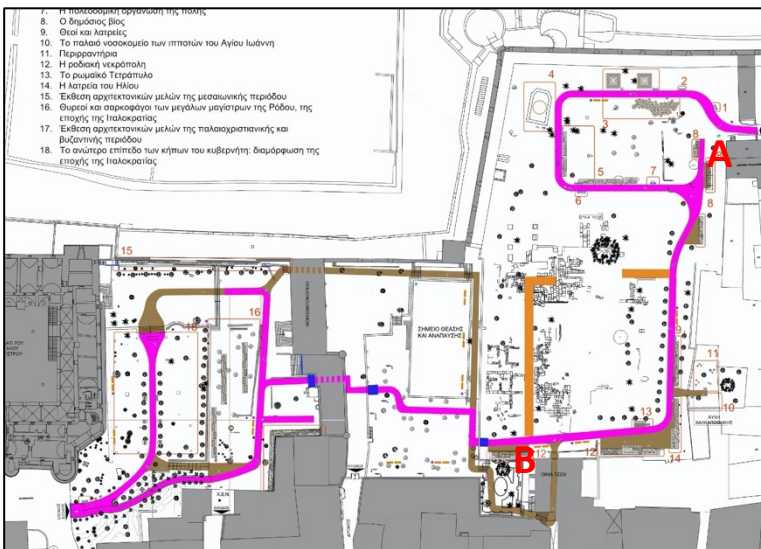 7. Η πολεοδομική οργάνωση της πόλης
8. Ο δημόσιος βίος
9. Θεοί και λατρείες
10. Το παλαιό νοσοκομείο των ιπποτών του Αγίου Ιωάννη
11. Περιρραντήρια
12. Η ροδιακή νεκρόπολη
13. Το ρωμαϊκό Τετράπυλο
14. Η λατρεία του Ηλίου
15. Έκθεση αρχιτεκτονικών μελών της μεσαιωνικής περιόδου
16. Θυρεοί και σαρκοφάγοι των μεγάλων μαγίστρων της Ρόδου, της
εποχής της Ιταλοκρατίας
17. Έκθεση αρχιτεκτονικών μελών της παλαιοχριστιανικής και
βυζαντινής περιόδου
18. Το ανώτερο επίπεδο των κήπων του κυβερνήτη: διαμόρφωση της
εποχής της Ιταλοκρατίας
4
2
1
3
8
A
5
7
6
8
15
16
18
ΣΗΜΕΙΟ ΘΕΑΣΗΣ
ΚΑΙ ΑΝΑΠΑΥΣΗΣ
9
11
10
13
B
12
12
14
Χ.Ε.Ν.